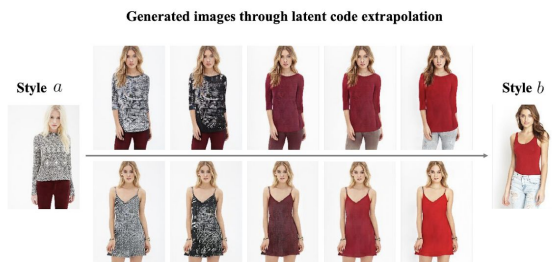 Generated images through latent code extrapolation
Style a
Style b